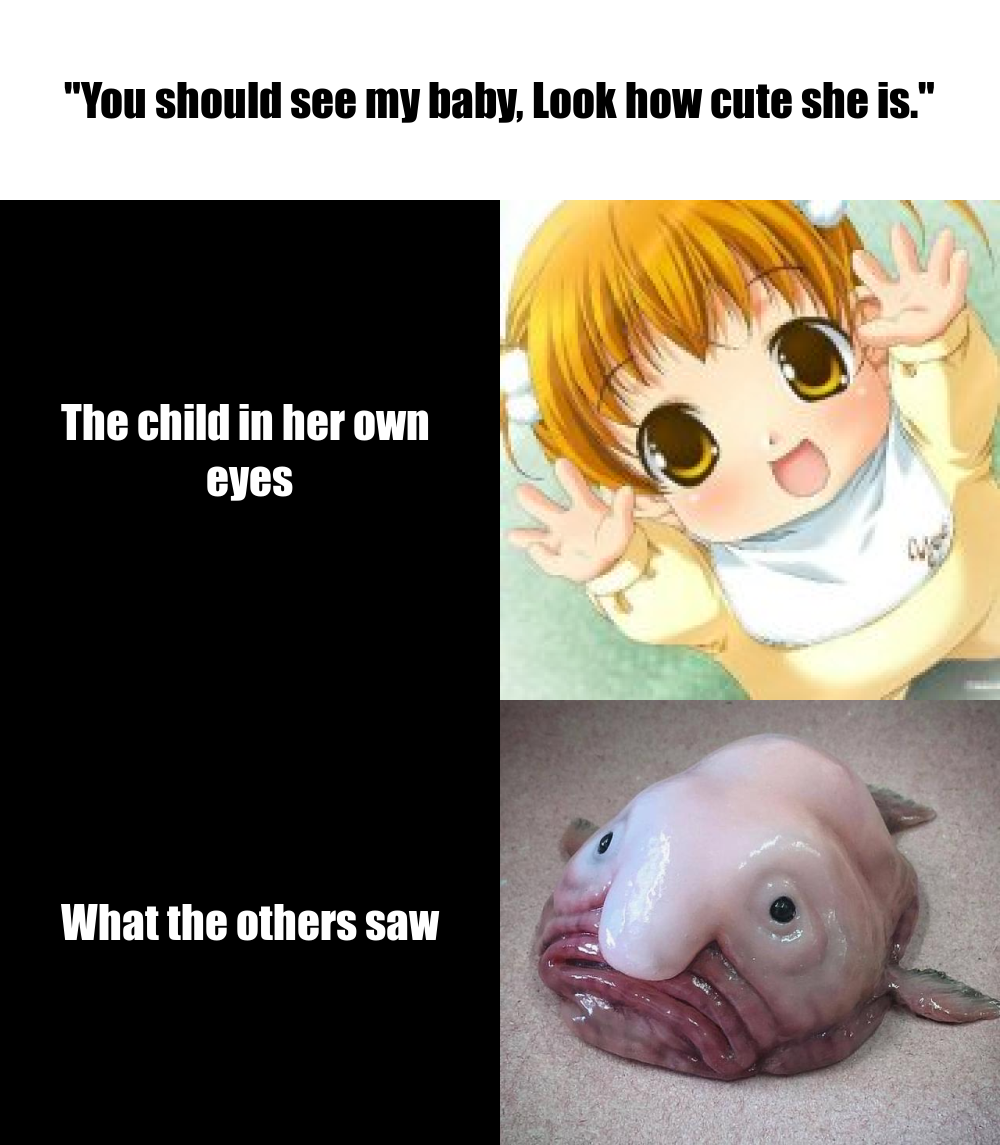 "You should see my baby, Look how cute she is."
The child in her own
eyes
What the others saw